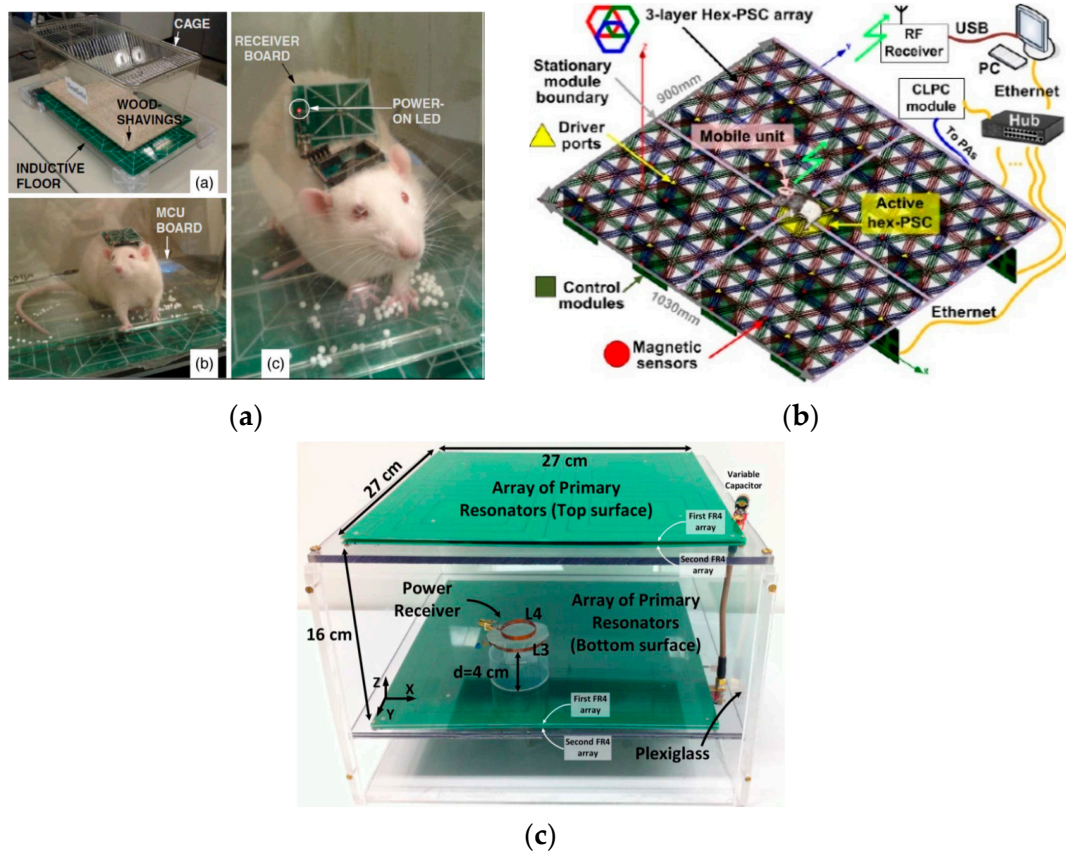 CAGE
WOOD-
SHAVINGS
INDUCTIVE
FLOOR
(a)
MCU
BOARD
(b)
RECEIVER
BOARD
POWER-
ON LED
(c)
(a)
3-layer Hex-PSC array
Stationary
module
boundary
Driver
ports
Mobile unit
900mm
Z
Y
RF
Receiver
USB
PC
Ethernet
CLPC
module
Hub
To PAs
...
Active
hex-PSC
Control
modules
1030mm
Magnetic
sensors
Ethernet
X
(b)
27 cm
27 cm
Array of Primary
Resonators (Top surface)
Variable
Capacitor
First FR4
array
Second FR4
array
16 cm
Power
Receiver
L4
L3
d=4 cm
Array of Primary
Resonators
(Bottom surface)
Z
X
Y
First FR4
array
Second FR4
array
Plexiglass
(c)